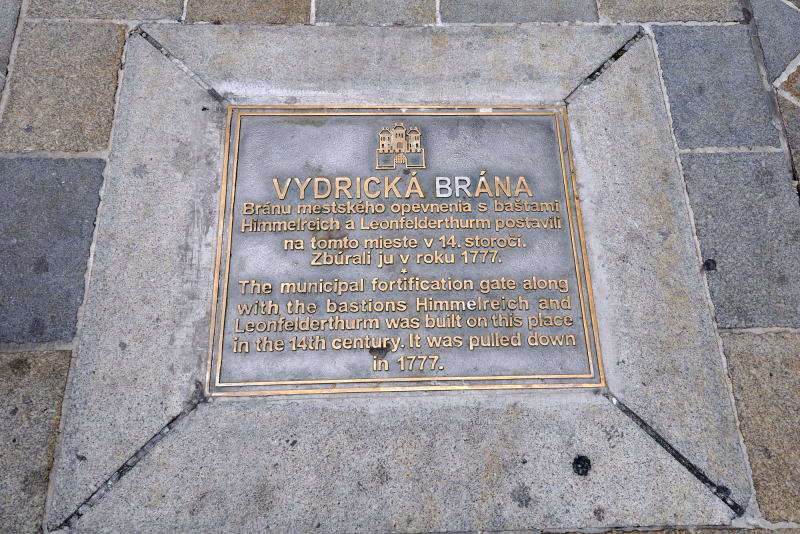 VYDRICKÁ BRÁNA
Bránu mestského opevnenia s baštami
Himmelreich a Leonfelderthurm postavili
na tomto mieste v 14. storočí.
Zbúrali ju v roku 1777.
*
The municipal fortification gate along
with the bastions Himmelreich and
Leonfelderthurm was built on this place
in the 14th century. It was pulled down
in 1777.